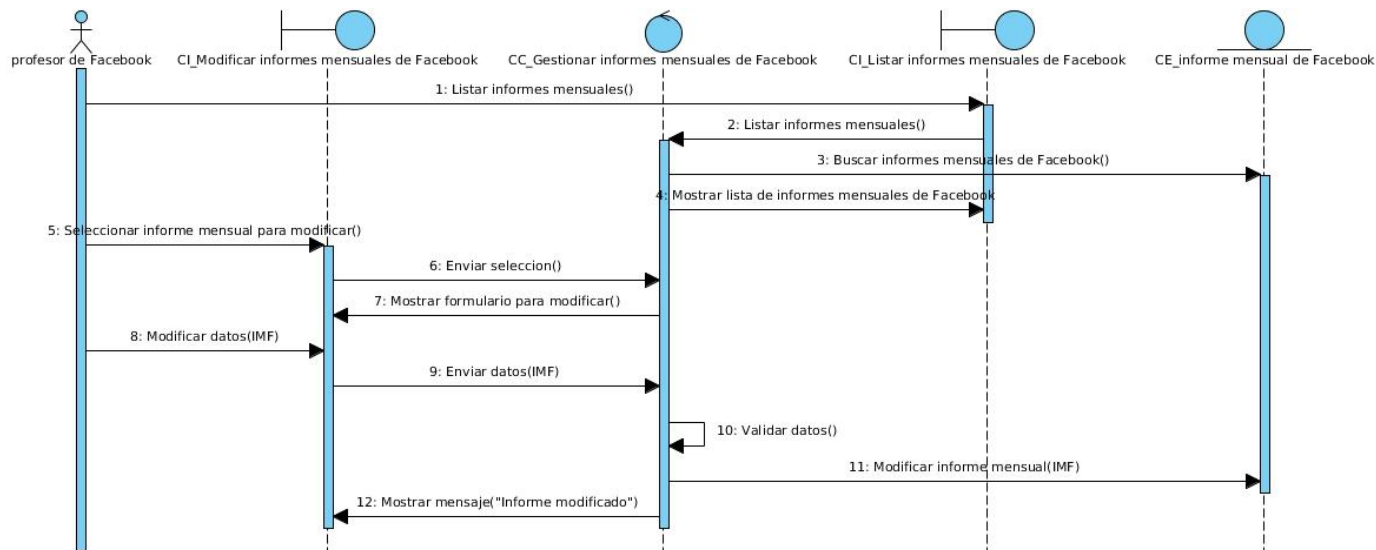 profesor de Facebook
CI_Modificar informes mensuales de Facebook
CC_Gestionar informes mensuales de Facebook
CI_Listar informes mensuales de Facebook
CE_informe mensual de Facebook
1: Listar informes mensuales()
2: Listar informes mensuales()
3: Buscar informes mensuales de Facebook()
4: Mostrar lista de informes mensuales de Facebook
5: Seleccionar informe mensual para modificar()
6: Enviar seleccion()
7: Mostrar formulario para modificar()
8: Modificar datos(IMF)
9: Enviar datos(IMF)
10: Validar datos()
11: Modificar informe mensual(IMF)
12: Mostrar mensaje("Informe modificado")